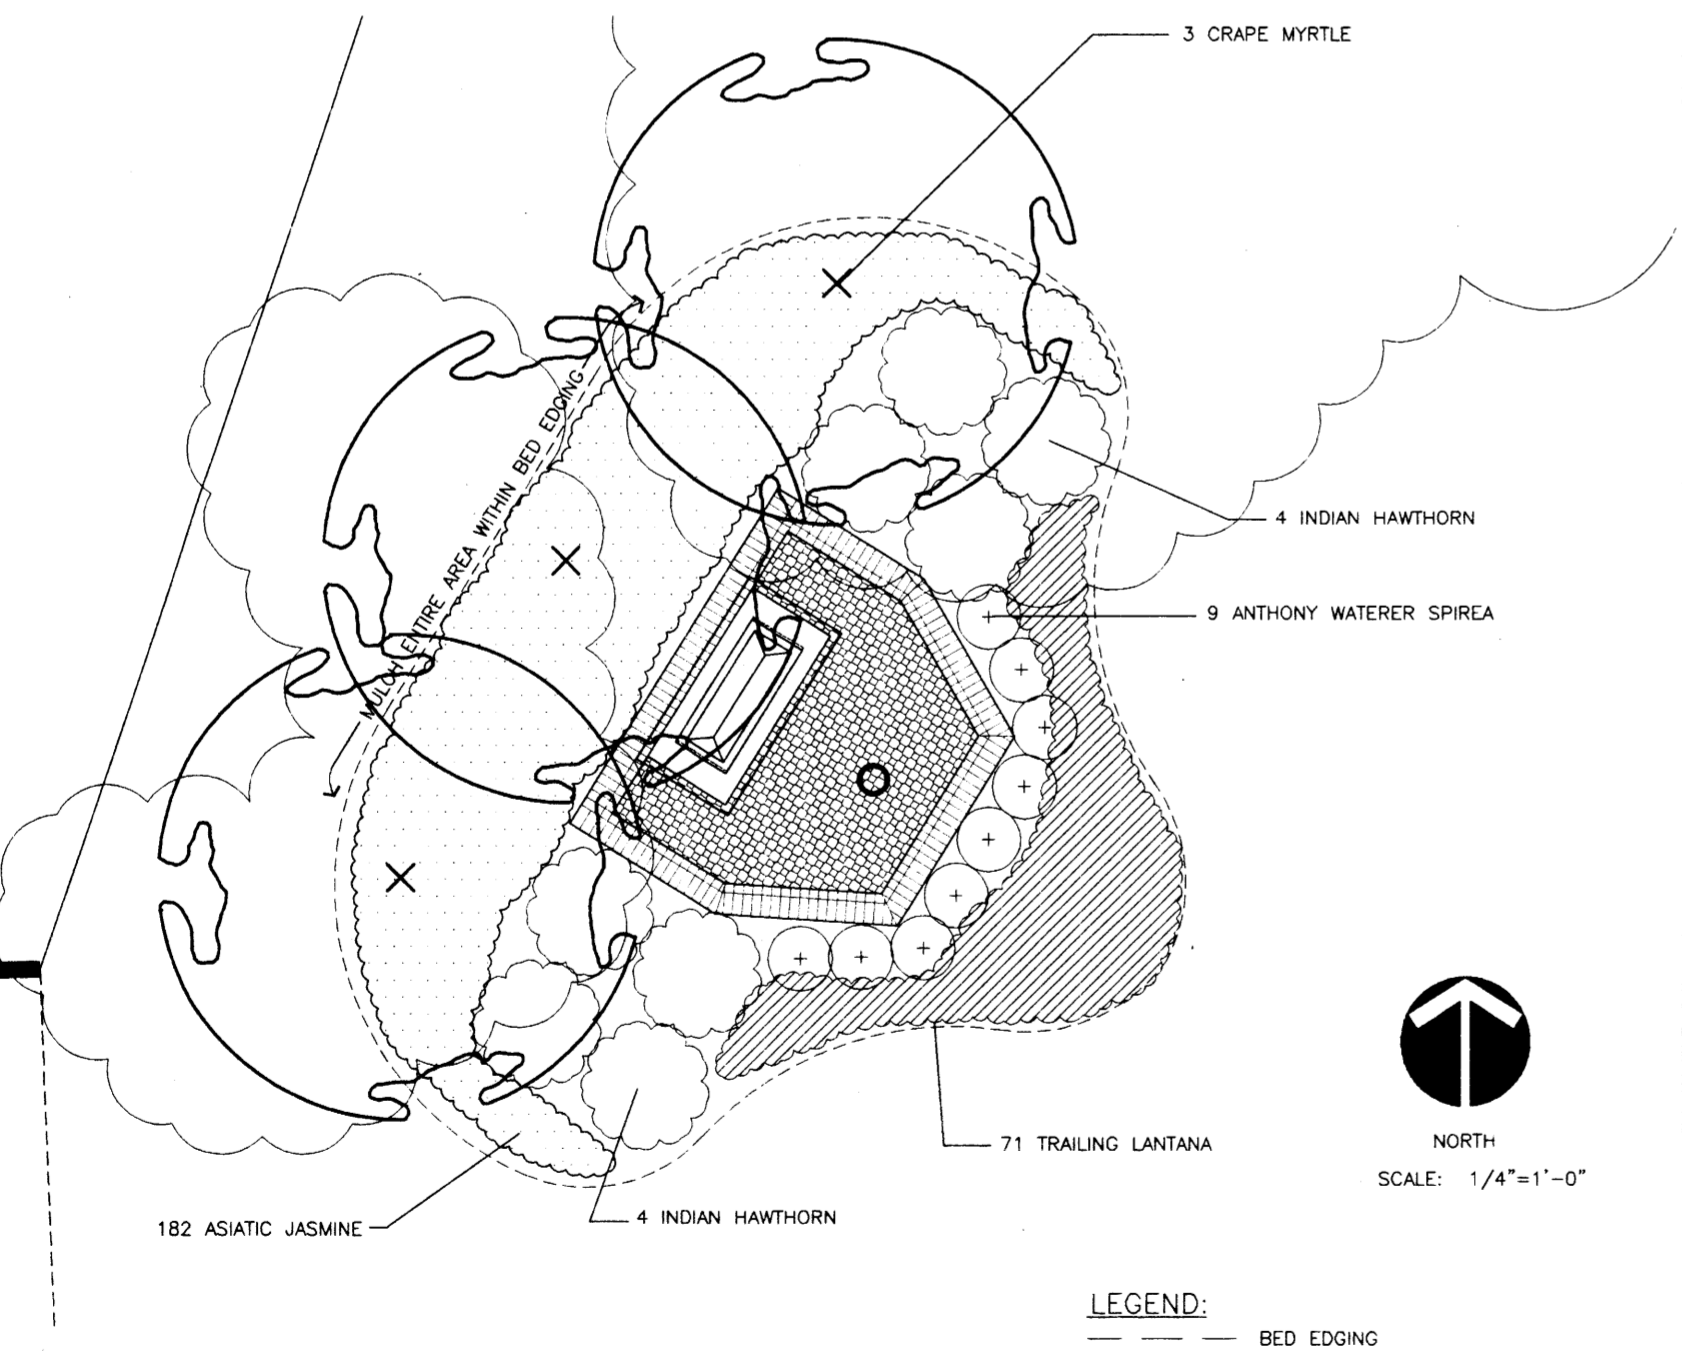 3 CRAPE MYRTLE
MULCH ENTIRE AREA WITHIN BED EDGING
4 INDIAN HAWTHORN
9 ANTHONY WATERER SPIREA
71 TRAILING LANTANA
NORTH
SCALE: 1/4"=1'-0"
4 INDIAN HAWTHORN
182 ASIATIC JASMINE
LEGEND:
BED EDGING